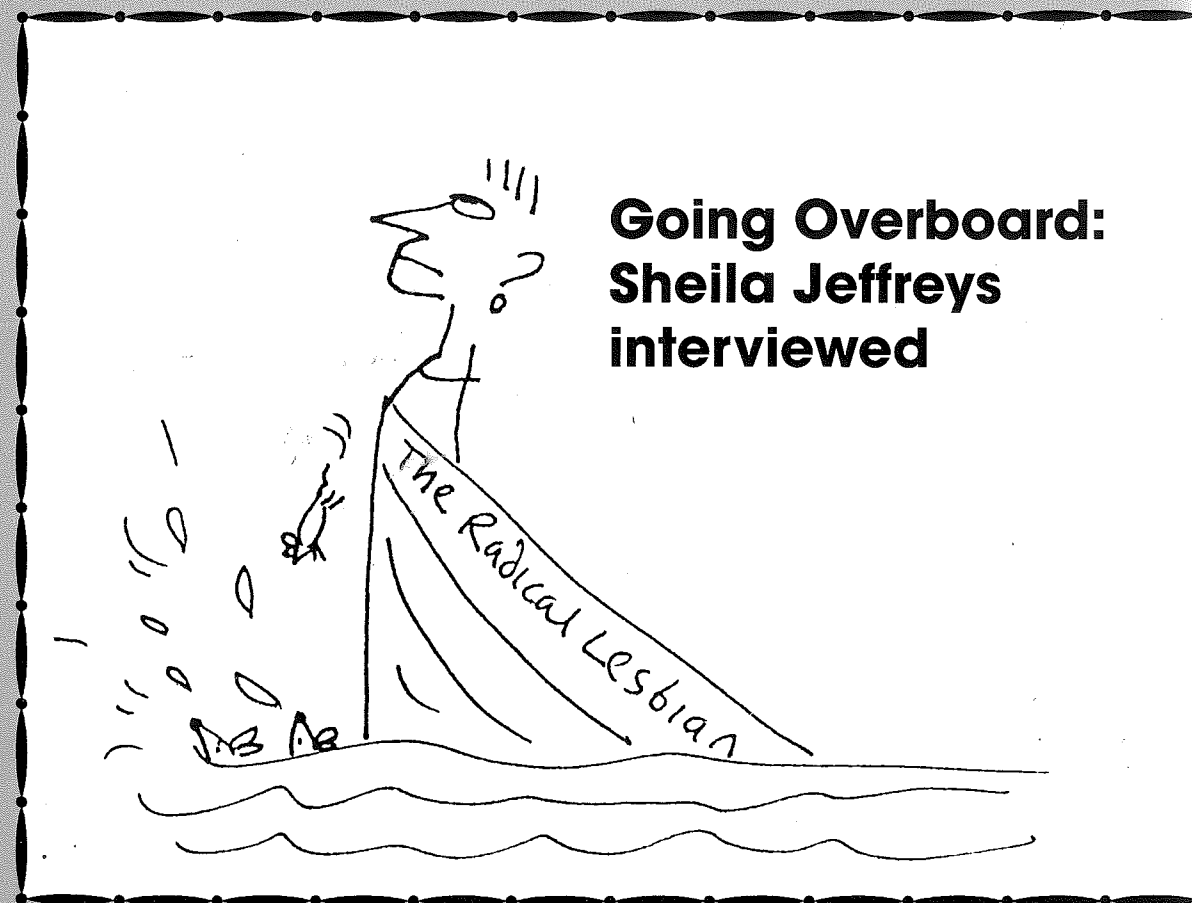 Going Overboard:
Sheila Jeffreys
interviewed
The Radical Lesbian